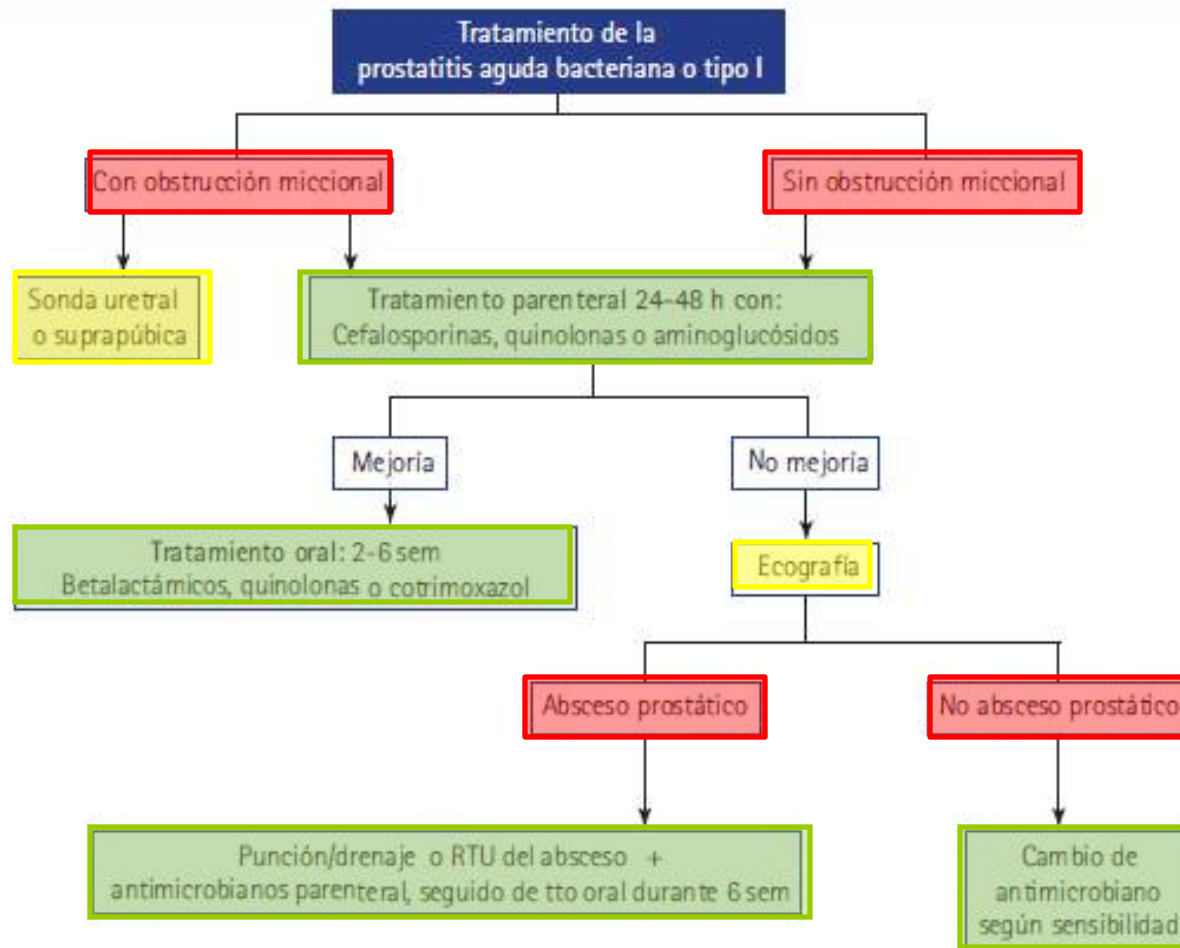 Tratamiento de la
prostatitis aguda bacteriana o tipo I
Con obstrucción miccional
Sin obstrucción miccional
Sonda uretral
o suprapúbica
Tratamiento parenteral 24-48 h con:
Cefalosporinas, quinolonas o aminoglucósidos
Mejoría
No mejoría
Tratamiento oral: 2-6 sem
Betalactámicos, quinolonas o cotrimoxazol
Ecografía
Absceso prostático
No absceso prostático
Punción/drenaje o RTU del absceso +
antimicrobianos parenteral, seguido de tto oral durante 6 sem
Cambio de
antimicrobiano
según sensibilidad